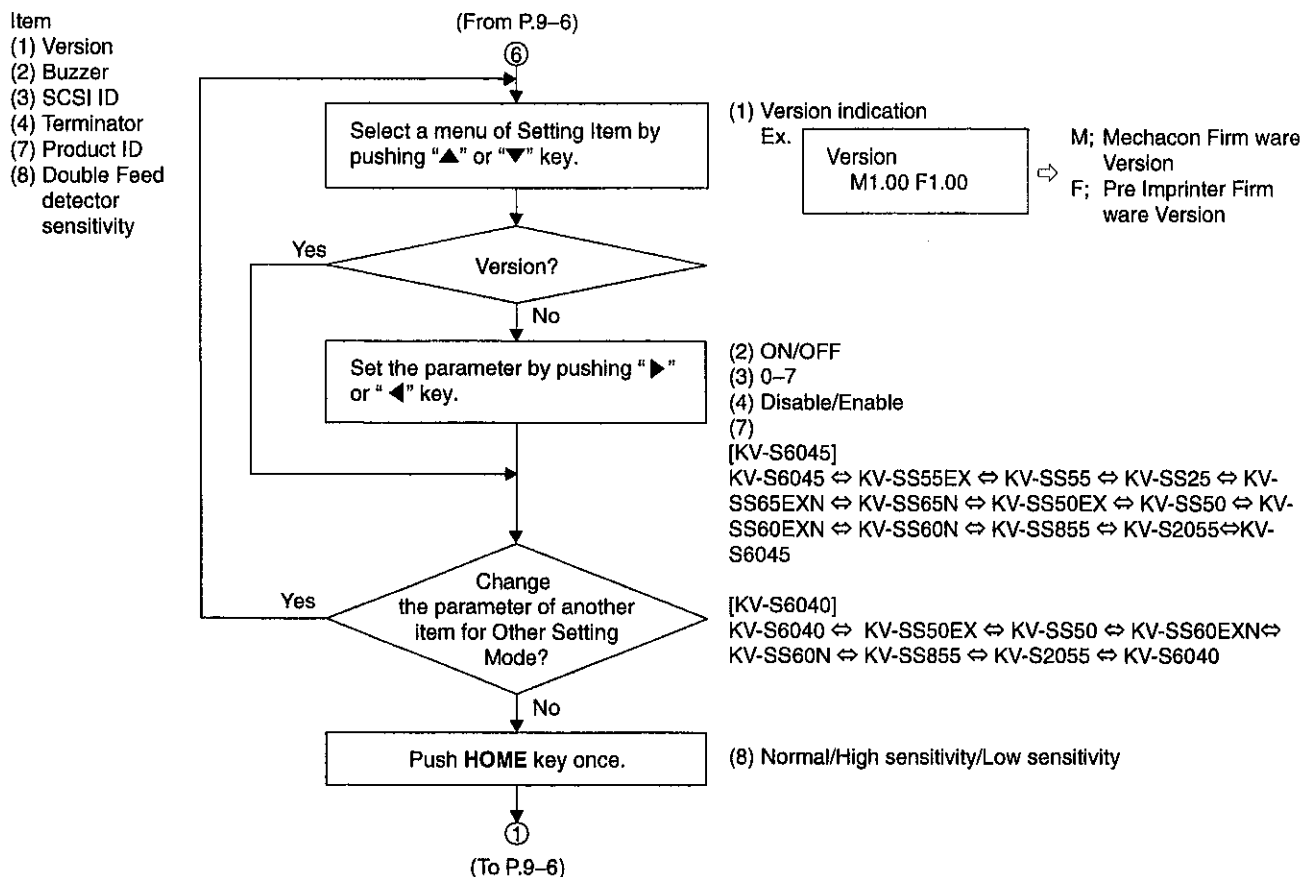 Item
(1) Version
(2) Buzzer
(3) SCSI ID
(4) Terminator
(7) Product ID
(8) Double Feed
detector
sensitivity
(From P.9–6)
⑥
Select a menu of Setting Item by
pushing "▲" or "▼" key.
(1) Version indication
Ex.
Version
M1.00 F1.00
⇨
M; Mechacon Firm ware
Version
F; Pre Imprinter Firm
ware Version
Yes
Version?
No
Set the parameter by pushing "▶"
or "◀" key.
(2) ON/OFF
(3) 0–7
(4) Disable/Enable
(7)
[KV-S6045]
KV-S6045 ⇔ KV-SS55EX ⇔ KV-SS55 ⇔ KV-SS25 ⇔ KV-
SS65EXN ⇔ KV-SS65N ⇔ KV-SS50EX ⇔ KV-SS50 ⇔ KV-
SS60EXN ⇔ KV-SS60N ⇔ KV-SS855 ⇔ KV-S2055⇔KV-
S6045
Yes
Change
the parameter of another
item for Other Setting
Mode?
[KV-S6040]
KV-S6040 ⇔ KV-SS50EX ⇔ KV-SS50 ⇔ KV-SS60EXN⇔
KV-SS60N ⇔ KV-SS855 ⇔ KV-S2055 ⇔ KV-S6040
No
Push HOME key once.
(8) Normal/High sensitivity/Low sensitivity
①
(To P.9–6)